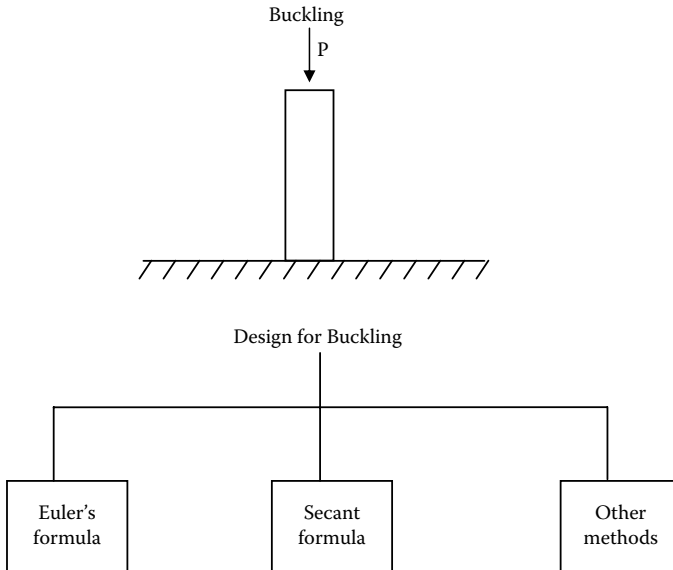 Buckling
P
Design for Buckling
Euler's
formula
Secant
formula
Other
methods